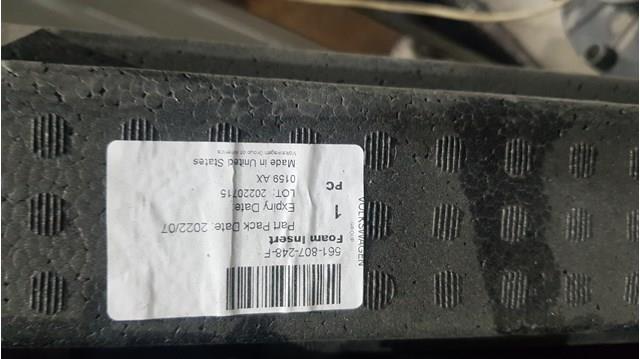 VOLKSWAGEN
GROUP
561-807-248-F
Foam Insert
Part Pack Date: 2022/07
Expiry Date:
LOT: 20220715
0159 AX
1 PC
Made in United States
Volkswagen Group of America